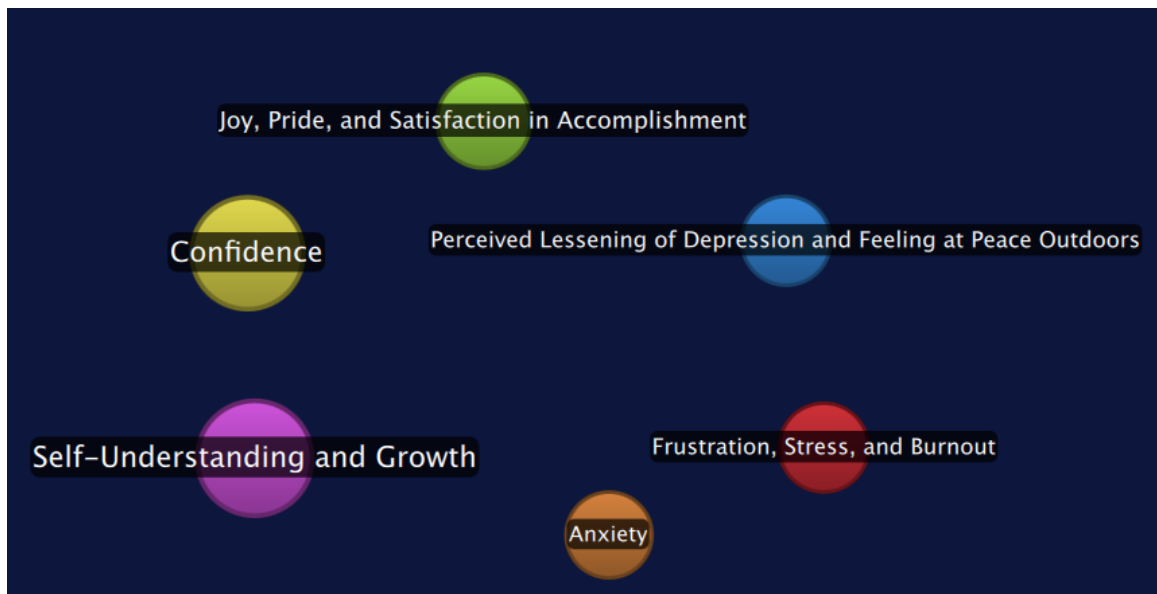 Joy, Pride, and Satisfaction in Accomplishment
Perceived Lessening of Depression and Feeling at Peace Outdoors
Confidence
Frustration, Stress, and Burnout
Self-Understanding and Growth
Anxiety